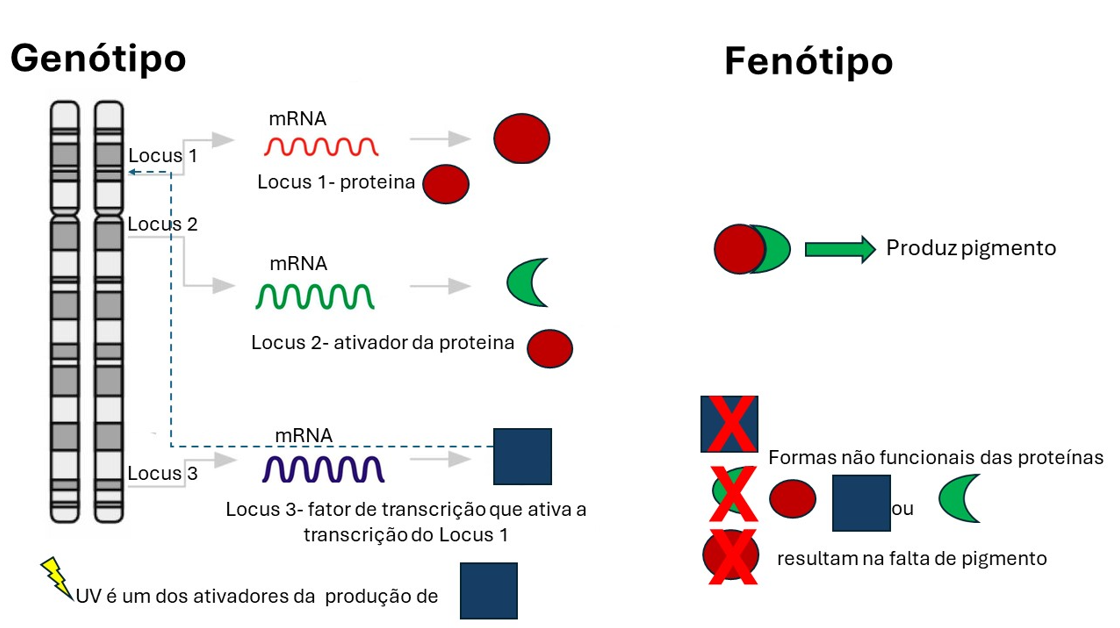 Genótipo
Fenótipo
mRNA
Locus 1
Locus 1- proteina
Locus 2
mRNA
Locus 2- ativador da proteina
Produz pigmento
mRNA
Locus 3
Locus 3- fator de transcrição que ativa a
transcrição do Locus 1
UV é um dos ativadores da produção de
X
Formas não funcionais das proteínas
X
ou
X
resultam na falta de pigmento